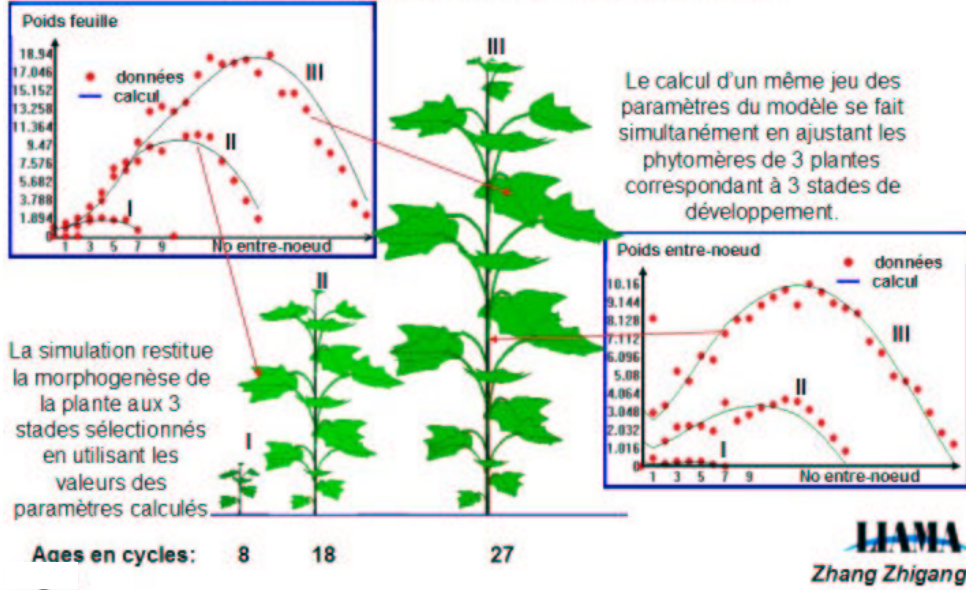 Poids feuille
18.94
17.046
15.152
13.258
11.364
9.47
7.576
5.682
3.788
1.894
données
calcul
III
II
I
1 3 5 7 9 No entre-noeud
III
II
I
Le calcul d'un même jeu des
paramètres du modèle se fait
simultanément en ajustant les
phytomères de 3 plantes
correspondant à 3 stades de
développement.
Poids entre-noeud
10.16
9.144
8.128
7.112
6.096
5.08
4.064
3.048
2.032
1.016
données
calcul
III
II
I
1 3 5 7 9 No entre-noeud
La simulation restitue
la morphogenèse de
la plante aux 3
stades sélectionnés
en utilisant les
valeurs des
paramètres calculés
Ages en cycles: 8 18 27
LIAMA
Zhang Zhigang